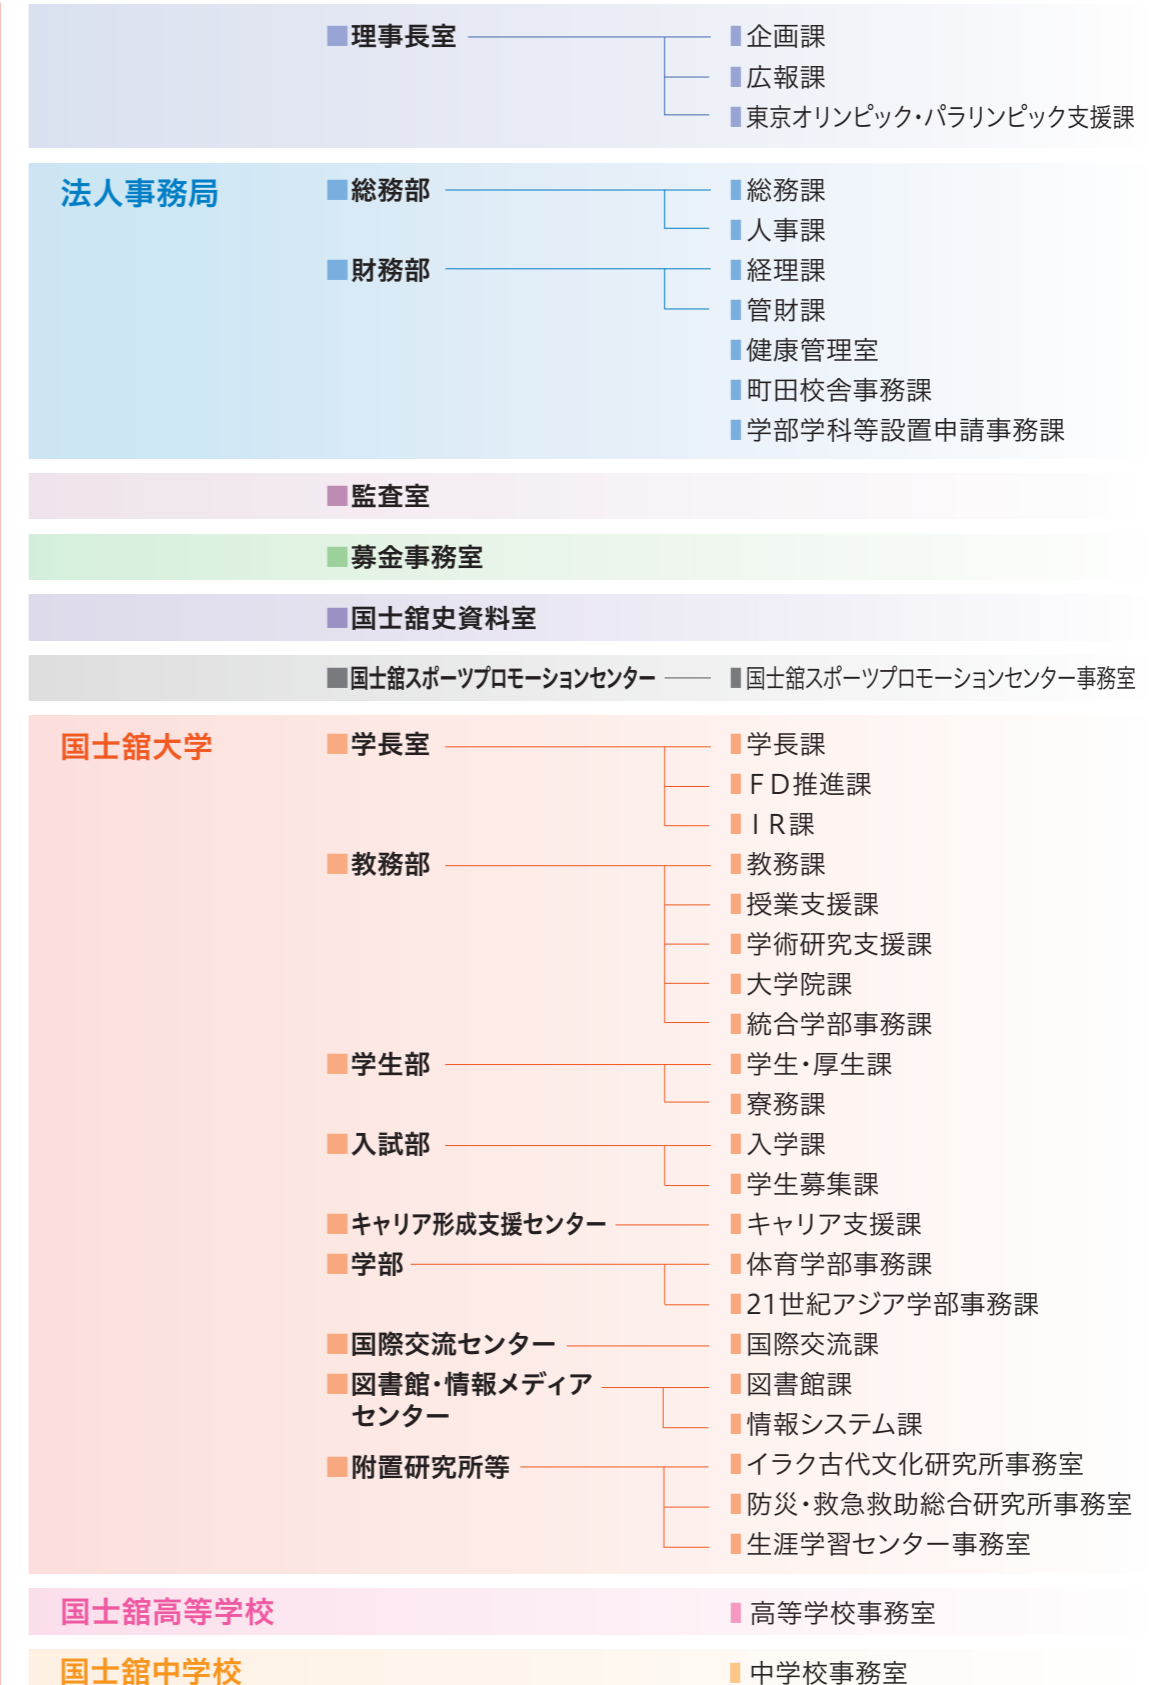 ■理事長室 ▮企画課
▮広報課
▮東京オリンピック・パラリンピック支援課
法人事務局 ■総務部 ▮総務課
▮人事課
■財務部 ▮経理課
▮管財課
▮健康管理室
▮町田校舎事務課
▮学部学科等設置申請事務課
■監査室
■募金事務室
■国士舘史資料室
■国士舘スポーツプロモーションセンター ▮国士舘スポーツプロモーションセンター事務室
国士舘大学 ■学長室 ▮学長課
▮ＦＤ推進課
▮ＩＲ課
■教務部 ▮教務課
▮授業支援課
▮学術研究支援課
▮大学院課
▮統合学部事務課
■学生部 ▮学生・厚生課
▮寮務課
■入試部 ▮入学課
▮学生募集課
■キャリア形成支援センター ▮キャリア支援課
■学部 ▮体育学部事務課
▮21世紀アジア学部事務課
■国際交流センター ▮国際交流課
■図書館・情報メディア ▮図書館課
センター ▮情報システム課
■附置研究所等 ▮イラク古代文化研究所事務室
▮防災・救急救助総合研究所事務室
▮生涯学習センター事務室
国士舘高等学校 ▮高等学校事務室
国士舘中学校 ▮中学校事務室